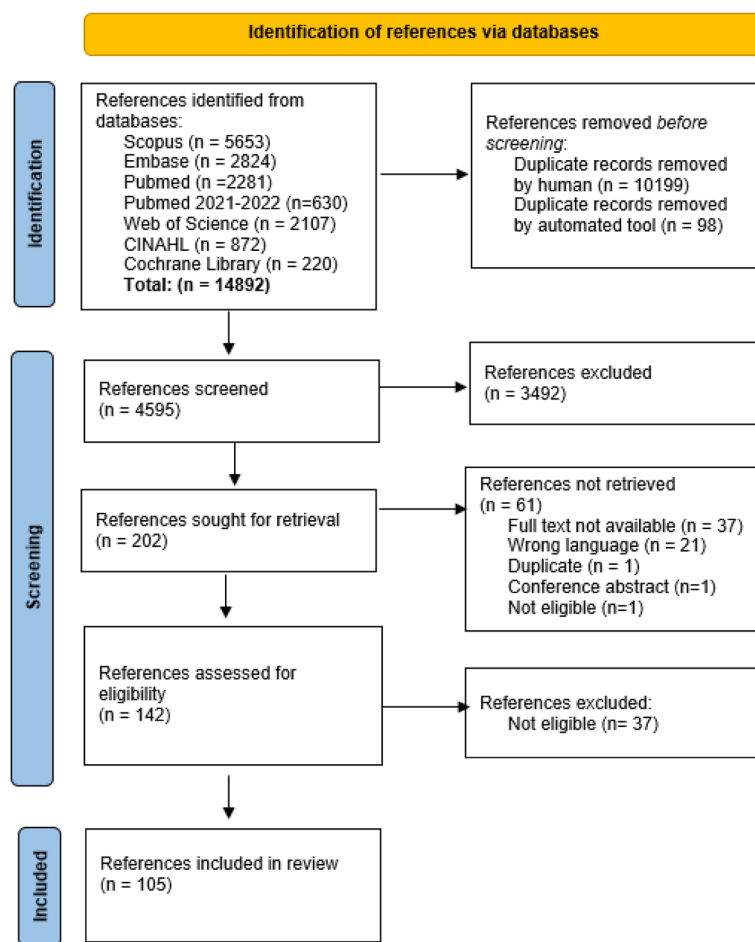 Identification of references via databases
Identification
References identified from
databases:
Scopus (n = 5653)
Embase (n = 2824)
Pubmed (n =2281)
Pubmed 2021-2022 (n=630)
Web of Science (n = 2107)
CINAHL (n = 872)
Cochrane Library (n = 220)
Total: (n = 14892)
References removed before
screening:
Duplicate records removed
by human (n = 10199)
Duplicate records removed
by automated tool (n = 98)
Screening
References screened
(n = 4595)
References excluded
(n = 3492)
References sought for retrieval
(n = 202)
References not retrieved
(n = 61)
Full text not available (n = 37)
Wrong language (n = 21)
Duplicate (n = 1)
Conference abstract (n=1)
Not eligible (n=1)
References assessed for
eligibility
(n = 142)
References excluded:
Not eligible (n= 37)
Included
References included in review
(n = 105)